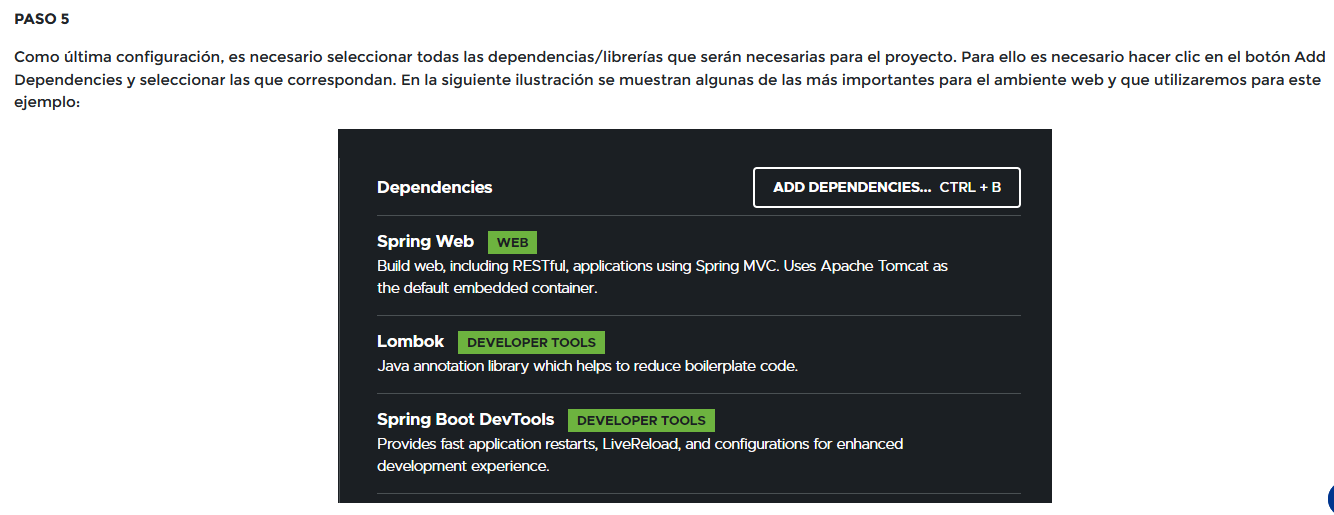 PASO 5
Como última configuración, es necesario seleccionar todas las dependencias/librerías que serán necesarias para el proyecto. Para ello es necesario hacer clic en el botón Add
Dependencies y seleccionar las que correspondan. En la siguiente ilustración se muestran algunas de las más importantes para el ambiente web y que utilizaremos para este
ejemplo:
Dependencies ADD DEPENDENCIES... CTRL + B
Spring Web WEB
Build web, including RESTful, applications using Spring MVC. Uses Apache Tomcat as
the default embedded container.
Lombok DEVELOPER TOOLS
Java annotation library which helps to reduce boilerplate code.
Spring Boot DevTools DEVELOPER TOOLS
Provides fast application restarts, LiveReload, and configurations for enhanced
development experience.